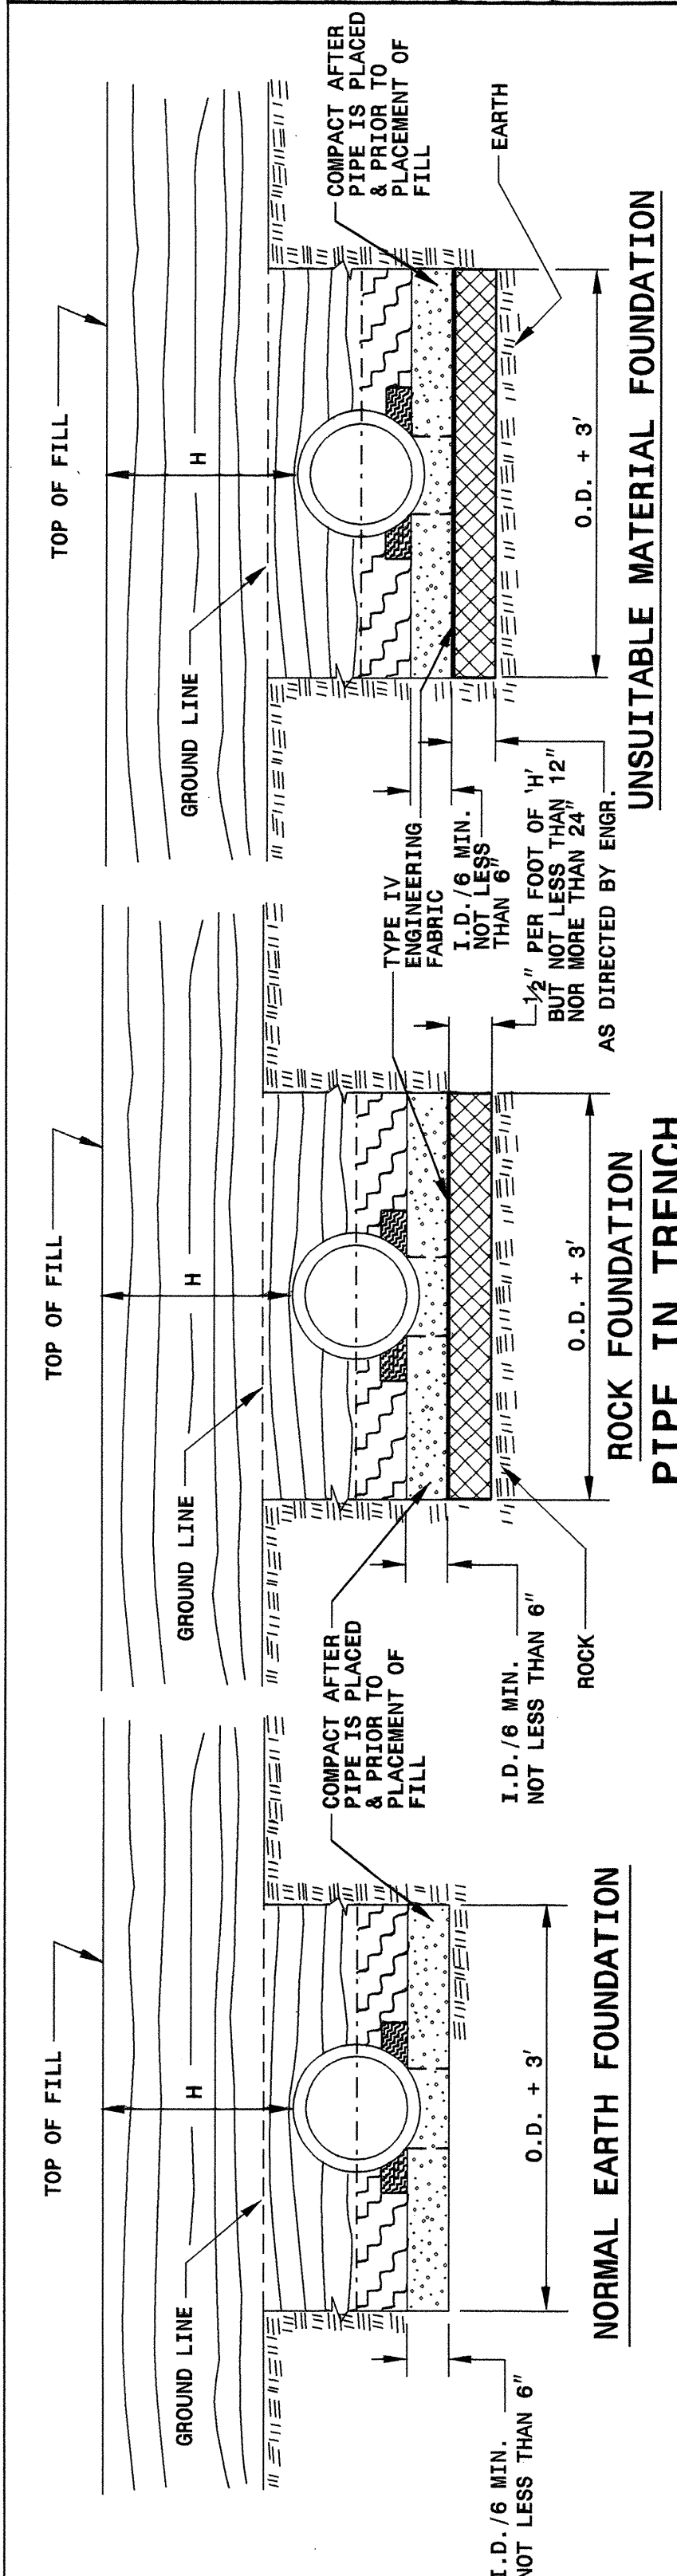 TOP OF FILL
H
GROUND LINE
COMPACT AFTER
PIPE IS PLACED
& PRIOR TO
PLACEMENT OF
FILL
I.D./6 MIN.
NOT LESS THAN 6"
O.D. + 3'
NORMAL EARTH FOUNDATION
TOP OF FILL
H
GROUND LINE
I.D./6 MIN.
NOT LESS THAN 6"
ROCK
O.D. + 3'
ROCK FOUNDATION
TYPE IV
ENGINEERING
FABRIC
I.D./6 MIN.
NOT LESS
THAN 6"
1/2" PER FOOT OF 'H'
BUT NOT LESS THAN 12"
NOR MORE THAN 24"
AS DIRECTED BY ENGR.
TOP OF FILL
H
GROUND LINE
COMPACT AFTER
PIPE IS PLACED
& PRIOR TO
PLACEMENT OF
FILL
EARTH
O.D. + 3'
UNSUITABLE MATERIAL FOUNDATION
PIPE IN TRENCH